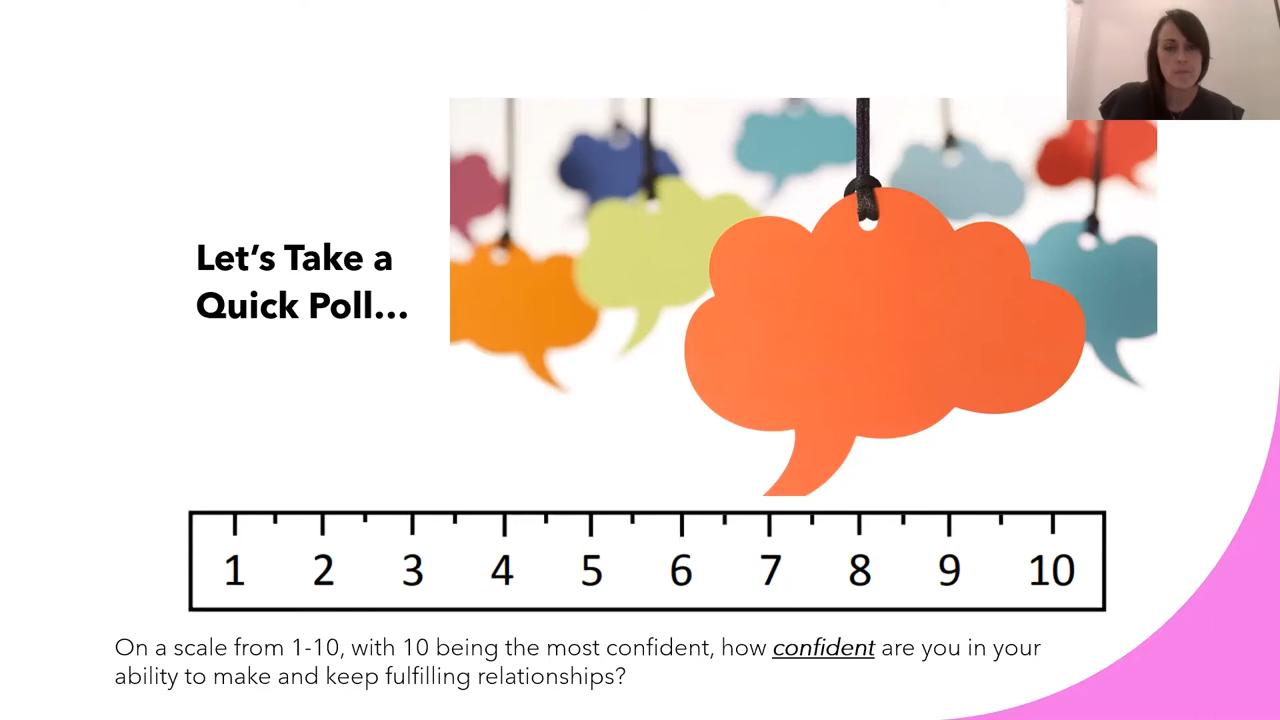 Let’s Take a
Quick Poll...
1 2 3 4 5 6 7 8 9 10
On a scale from 1-10, with 10 being the most confident, how confident are you in your
ability to make and keep fulfilling relationships?